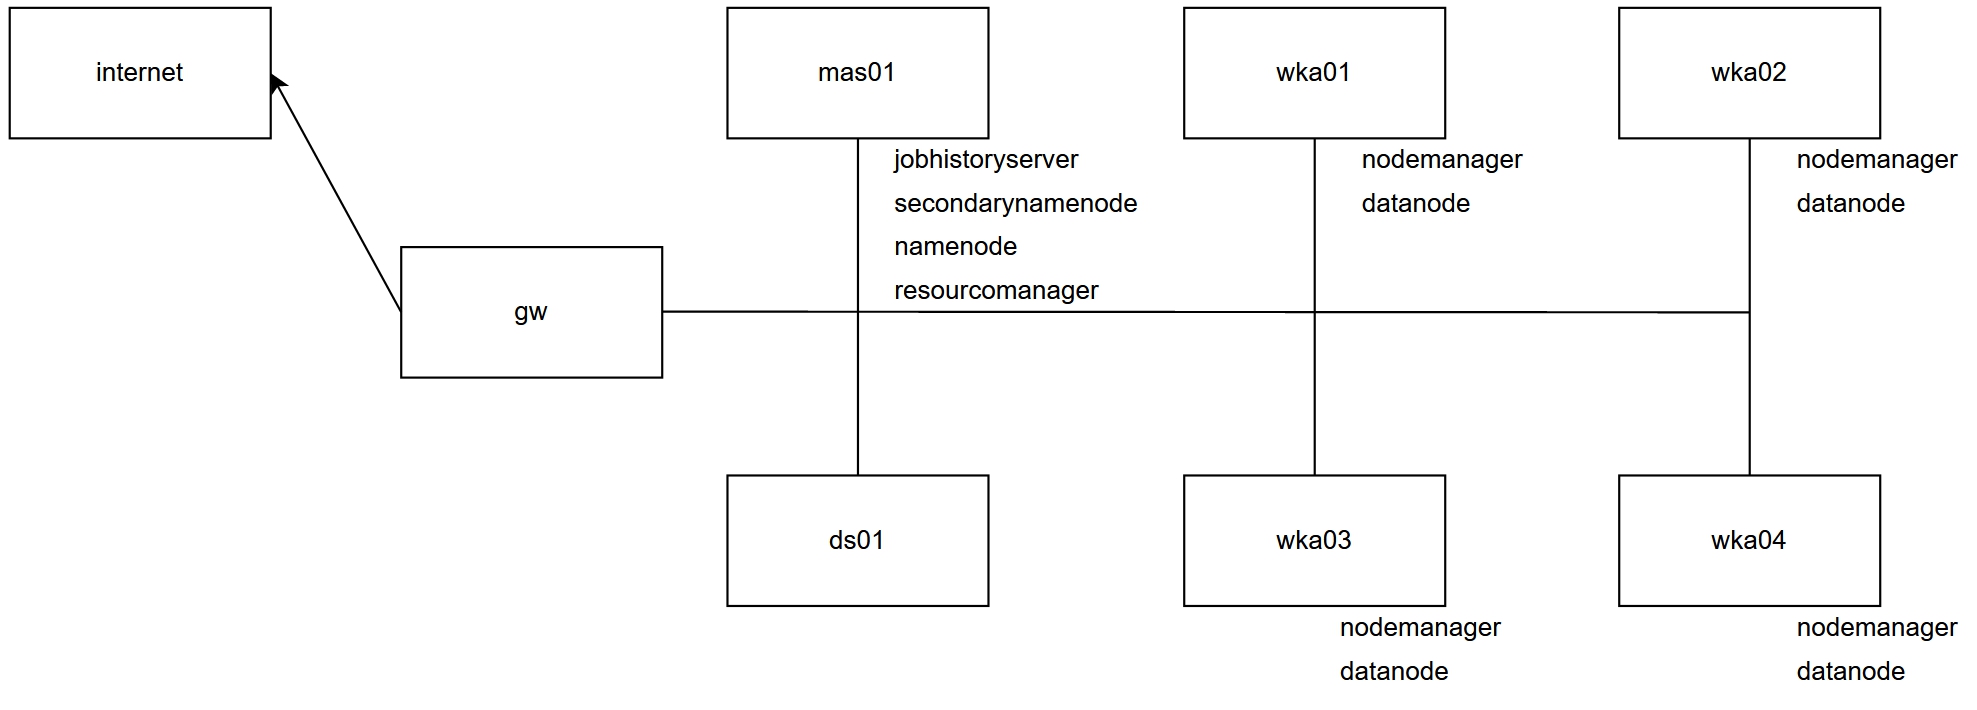 internet
mas01
wka01
wka02
jobhistoryserver
secondarynamenode
namenode
resourcomanager
nodemanager
datanode
nodemanager
datanode
gw
ds01
wka03
wka04
nodemanager
datanode
nodemanager
datanode